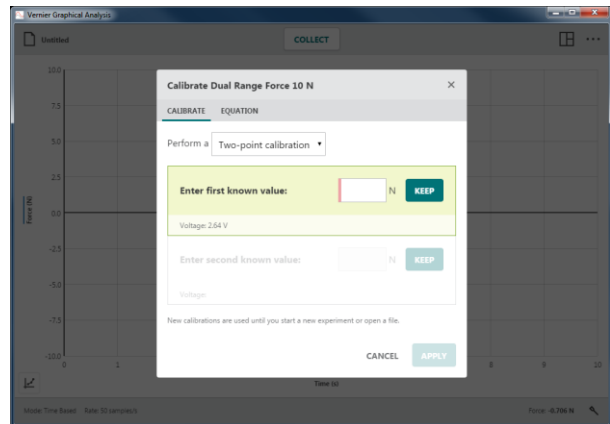 Vernier Graphical Analysis
Untitled
COLLECT
Calibrate Dual Range Force 10 N
CALIBRATE EQUATION
Perform a Two-point calibration
Enter first known value: N KEEP
Voltage: 2.64 V
Enter second known value: N KEEP
Voltage:
New calibrations are used until you start a new experiment or open a file.
CANCEL APPLY
Force (N)
10.0
7.5
5.0
2.5
0.0
-2.5
-5.0
-7.5
-10.0
0 1 8 9 10
Time (s)
Mode: Time Based Rate: 50 samples/s Force: -0.706 N